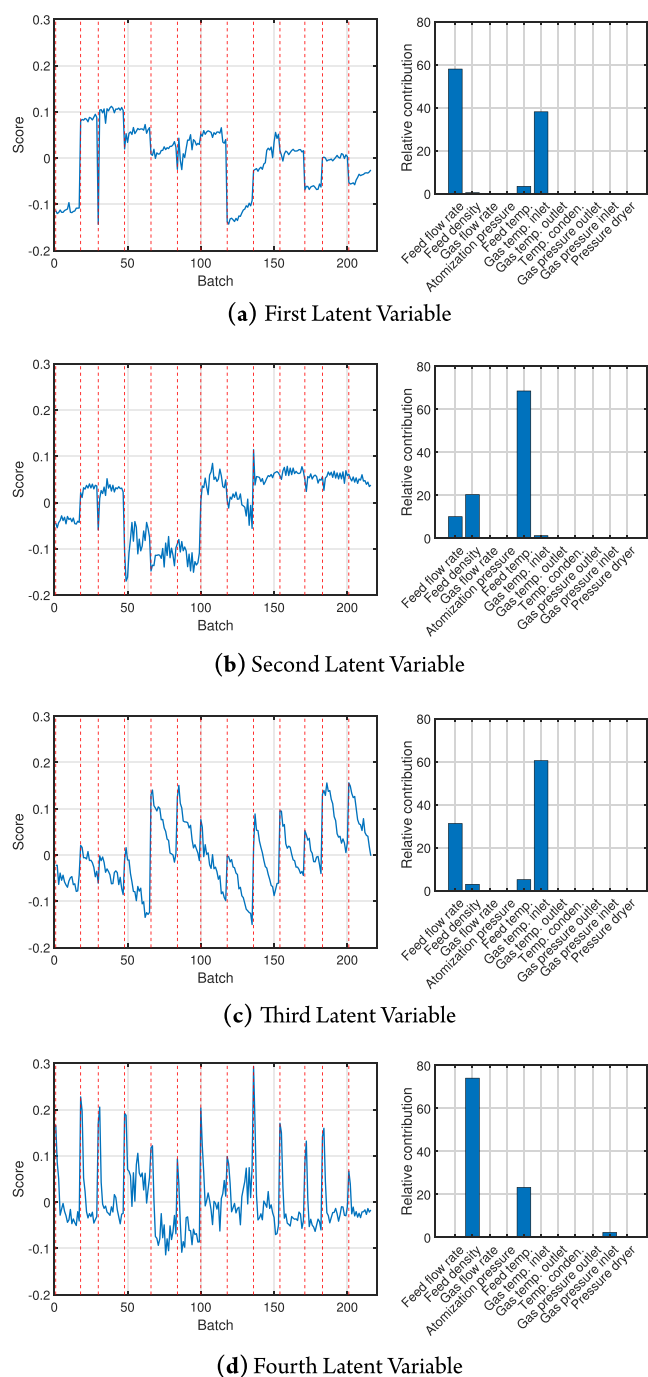 0.3
0.2
0.1
0
-0.1
-0.2
Score
0
50
100
150
200
Batch
80
60
40
20
0
Relative contribution
Feed flow rate
Feed density
Gas flow rate
Atomization pressure
Feed temp.
Gas temp. inlet
Gas temp. outlet
Temp. conden.
Gas pressure outlet
Gas pressure inlet
Pressure dryer
(a) First Latent Variable
0.3
0.2
0.1
0
-0.1
-0.2
Score
0
50
100
150
200
Batch
80
60
40
20
0
Relative contribution
Feed flow rate
Feed density
Gas flow rate
Atomization pressure
Feed temp.
Gas temp. inlet
Gas temp. outlet
Temp. conden.
Gas pressure outlet
Gas pressure inlet
Pressure dryer
(b) Second Latent Variable
0.3
0.2
0.1
0
-0.1
-0.2
Score
0
50
100
150
200
Batch
80
60
40
20
0
Relative contribution
Feed flow rate
Feed density
Gas flow rate
Atomization pressure
Feed temp.
Gas temp. inlet
Gas temp. outlet
Temp. conden.
Gas pressure outlet
Gas pressure inlet
Pressure dryer
(c) Third Latent Variable
0.3
0.2
0.1
0
-0.1
-0.2
Score
0
50
100
150
200
Batch
80
60
40
20
0
Relative contribution
Feed flow rate
Feed density
Gas flow rate
Atomization pressure
Feed temp.
Gas temp. inlet
Gas temp. outlet
Temp. conden.
Gas pressure outlet
Gas pressure inlet
Pressure dryer
(d) Fourth Latent Variable